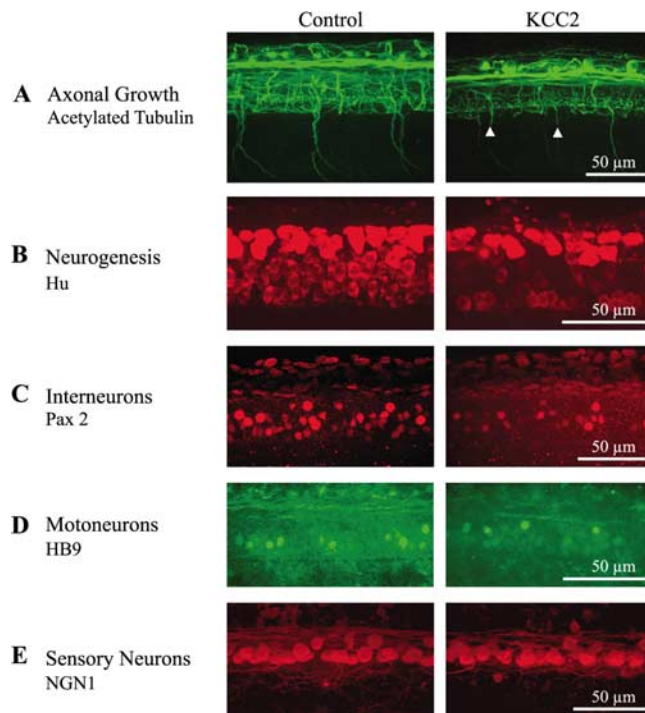 Control KCC2
A Axonal Growth
Acetylated Tubulin
50 µm
B Neurogenesis
Hu
50 µm
C Interneurons
Pax 2
50 µm
D Motoneurons
HB9
50 µm
E Sensory Neurons
NGN1
50 µm